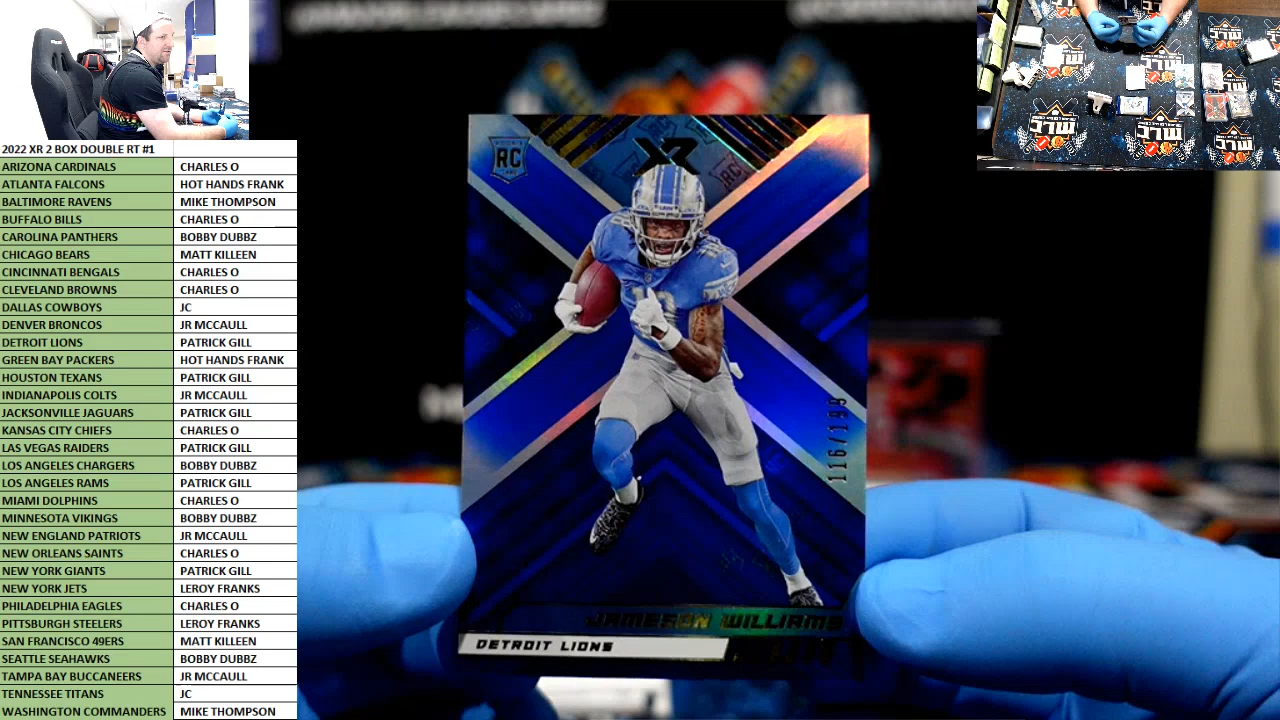 2022 XR 2 BOX DOUBLE RT #1
ARIZONA CARDINALS CHARLES O
ATLANTA FALCONS HOT HANDS FRANK
BALTIMORE RAVENS MIKE THOMPSON
BUFFALO BILLS CHARLES O
CAROLINA PANTHERS BOBBY DUBBZ
CHICAGO BEARS MATT KILLEEN
CINCINNATI BENGALS CHARLES O
CLEVELAND BROWNS CHARLES O
DALLAS COWBOYS JC
DENVER BRONCOS JR MCCAULL
DETROIT LIONS PATRICK GILL
GREEN BAY PACKERS HOT HANDS FRANK
HOUSTON TEXANS PATRICK GILL
INDIANAPOLIS COLTS JR MCCAULL
JACKSONVILLE JAGUARS PATRICK GILL
KANSAS CITY CHIEFS CHARLES O
LAS VEGAS RAIDERS PATRICK GILL
LOS ANGELES CHARGERS BOBBY DUBBZ
LOS ANGELES RAMS PATRICK GILL
MIAMI DOLPHINS CHARLES O
MINNESOTA VIKINGS BOBBY DUBBZ
NEW ENGLAND PATRIOTS JR MCCAULL
NEW ORLEANS SAINTS CHARLES O
NEW YORK GIANTS PATRICK GILL
NEW YORK JETS LEROY FRANKS
PHILADELPHIA EAGLES CHARLES O
PITTSBURGH STEELERS LEROY FRANKS
SAN FRANCISCO 49ERS MATT KILLEEN
SEATTLE SEAHAWKS BOBBY DUBBZ
TAMPA BAY BUCCANEERS JR MCCAULL
TENNESSEE TITANS JC
WASHINGTON COMMANDERS MIKE THOMPSON
RC
XR
116/199
JAMESON WILLIAMS
DETROIT LIONS